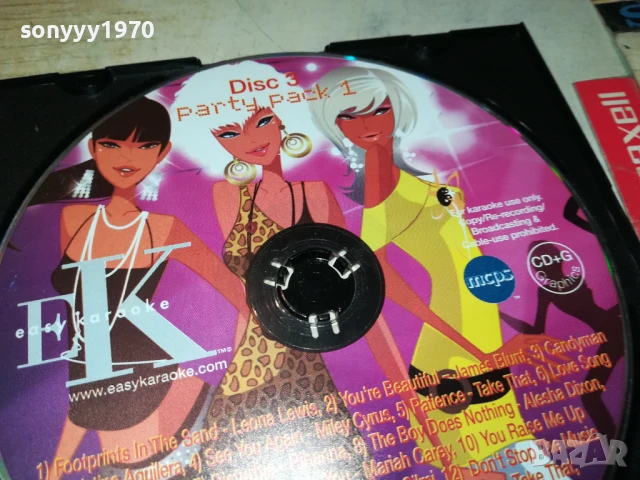 sonyyy1970
Disc 3
Party Pack 1
For karaoke use only.
Copy/Re-recording/
Broadcasting &
Cable-use prohibited.
mcps
CD+G
Graphics
EK
easy karaoke
www.easykaraoke.com
1) Footprints In The Sand - Leona Lewis, 2) You're Beautiful - James Blunt, 3) Candyman
Aguilera, 4) See You Again - Miley Cyrus, 5) Patience - Take That, 6) Love Song
8) The Boy Does Nothing - Alesha Dixon,
Mariah Carey, 10) You Raise Me Up
12) Don't Stop Music
Take That,
BAZAR